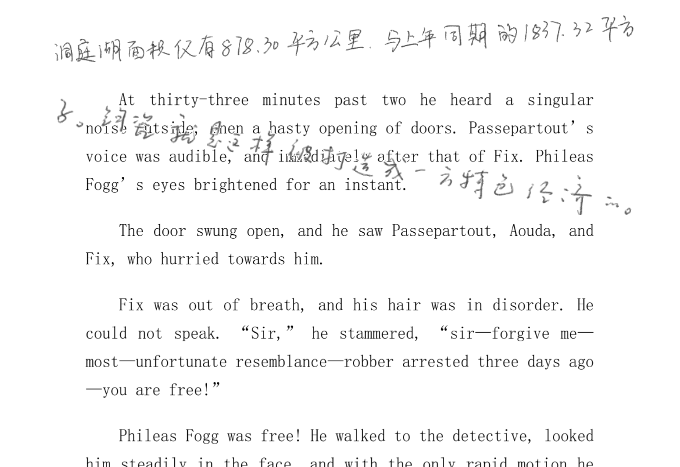 洞庭湖面积仅有878.30平方公里.与上年同期的1837.32平方
At thirty-three minutes past two he heard a singular
noise outside, then a hasty opening of doors. Passepartout’s
voice was audible, and immediately after that of Fix. Phileas
Fogg’s eyes brightened for an instant.
一方特色经济
The door swung open, and he saw Passepartout, Aouda, and
Fix, who hurried towards him.
Fix was out of breath, and his hair was in disorder. He
could not speak. “Sir,” he stammered, “sir—forgive me—
most—unfortunate resemblance—robber arrested three days ago
—you are free!”
Phileas Fogg was free! He walked to the detective, looked
him steadily in the face, and with the only rapid motion he